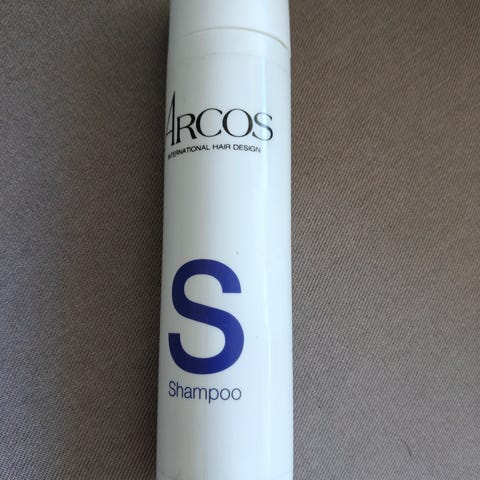 ARCOS
INTERNATIONAL HAIR DESIGN
S
Shampoo